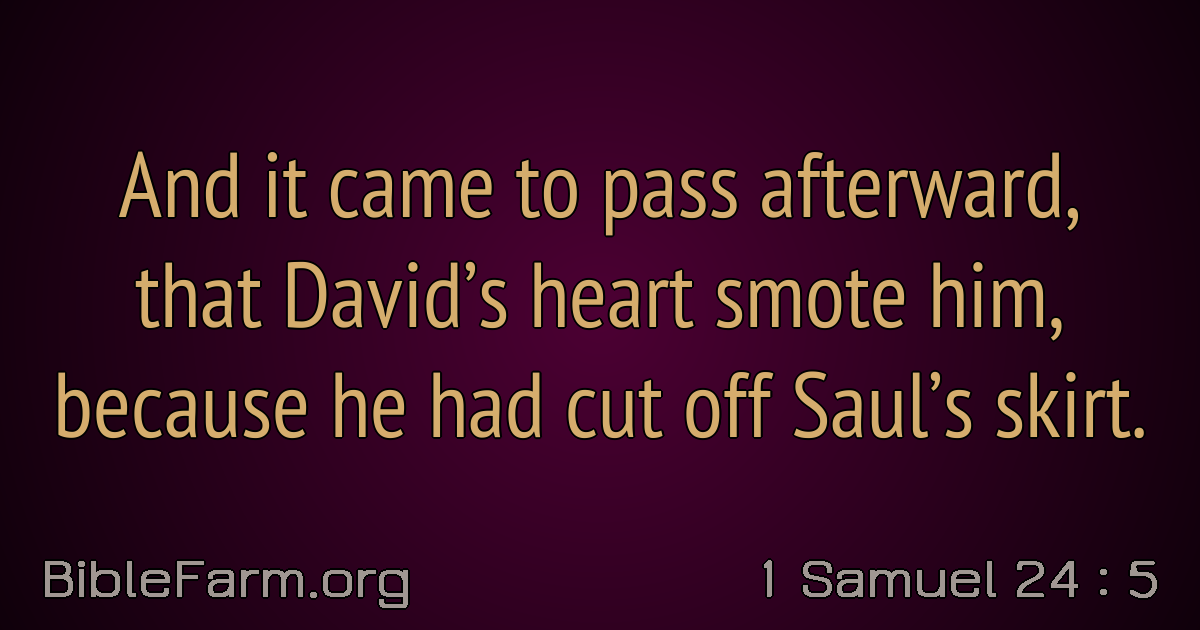 And it came to pass afterward,
that David’s heart smote him,
because he had cut off Saul’s skirt.
BibleFarm.org
1 Samuel 24 : 5